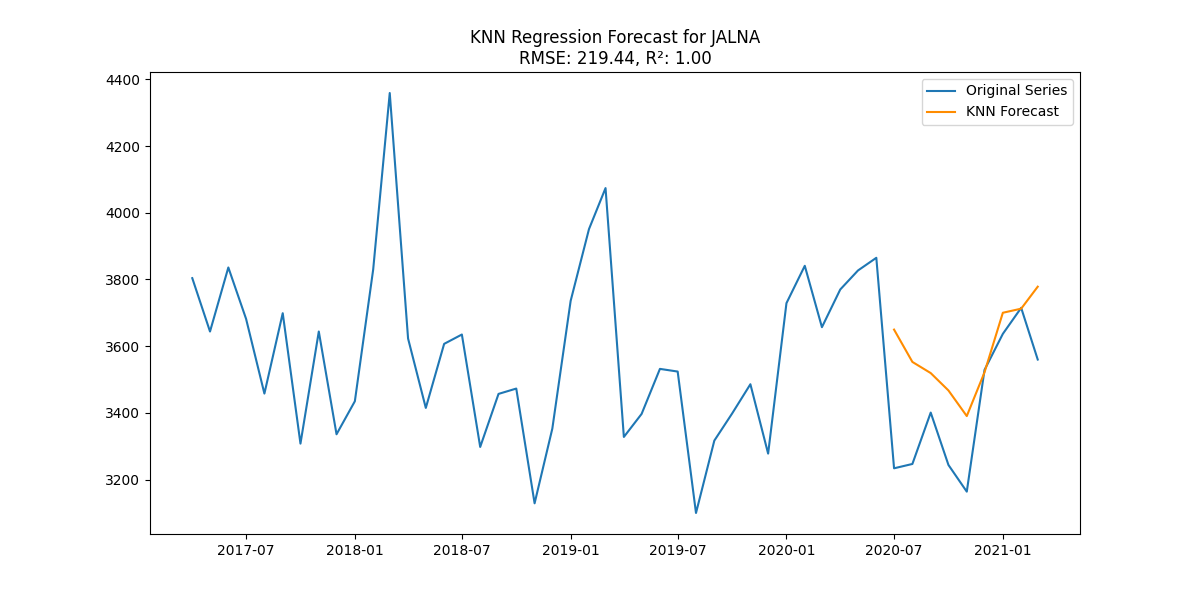 KNN Regression Forecast for JALNA
RMSE: 219.44, R²: 1.00
Original Series
KNN Forecast
4400
4200
4000
3800
3600
3400
3200
2017-07 2018-01 2018-07 2019-01 2019-07 2020-01 2020-07 2021-01